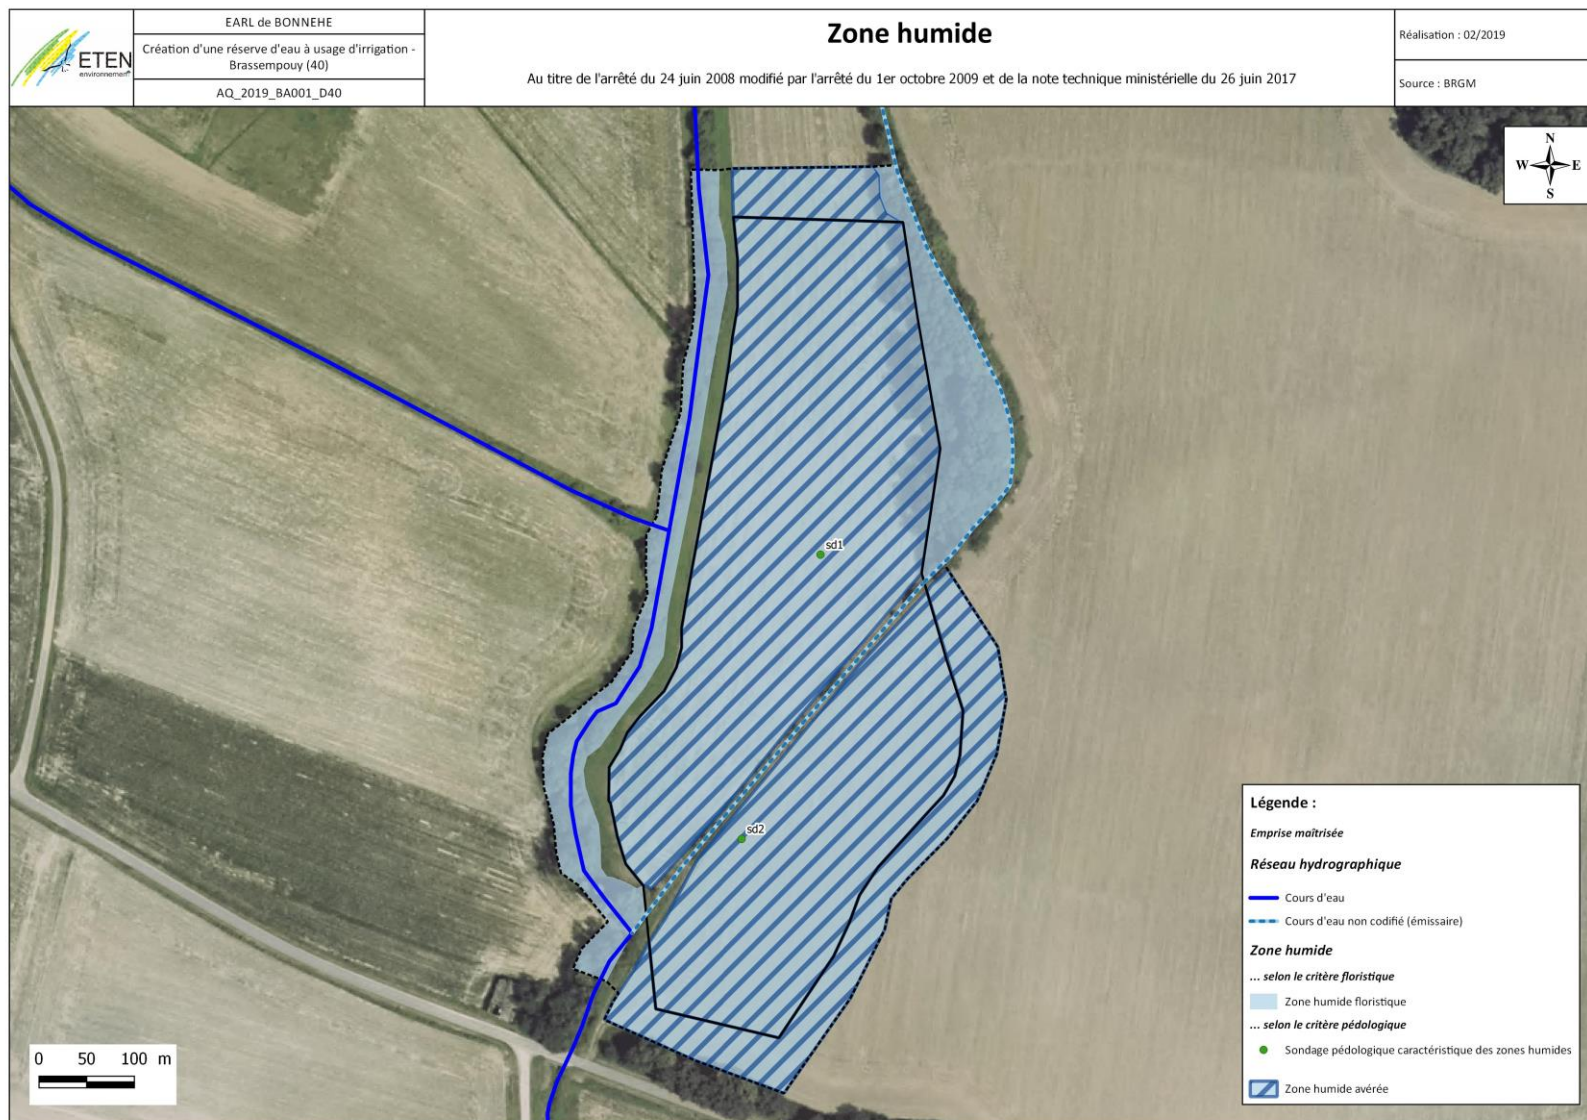 ETEN
environnement
EARL de BONNEHE
Création d'une réserve d'eau à usage d'irrigation -
Brassempouy (40)
AQ_2019_BA001_D40
Zone humide
Au titre de l'arrêté du 24 juin 2008 modifié par l'arrêté du 1er octobre 2009 et de la note technique ministérielle du 26 juin 2017
Réalisation : 02/2019
Source : BRGM
N
W E
S
sd1
sd2
Légende :
Emprise maîtrisée
Réseau hydrographique
Cours d'eau
Cours d'eau non codifié (émissaire)
Zone humide
... selon le critère floristique
Zone humide floristique
... selon le critère pédologique
Sondage pédologique caractéristique des zones humides
Zone humide avérée
0 50 100 m